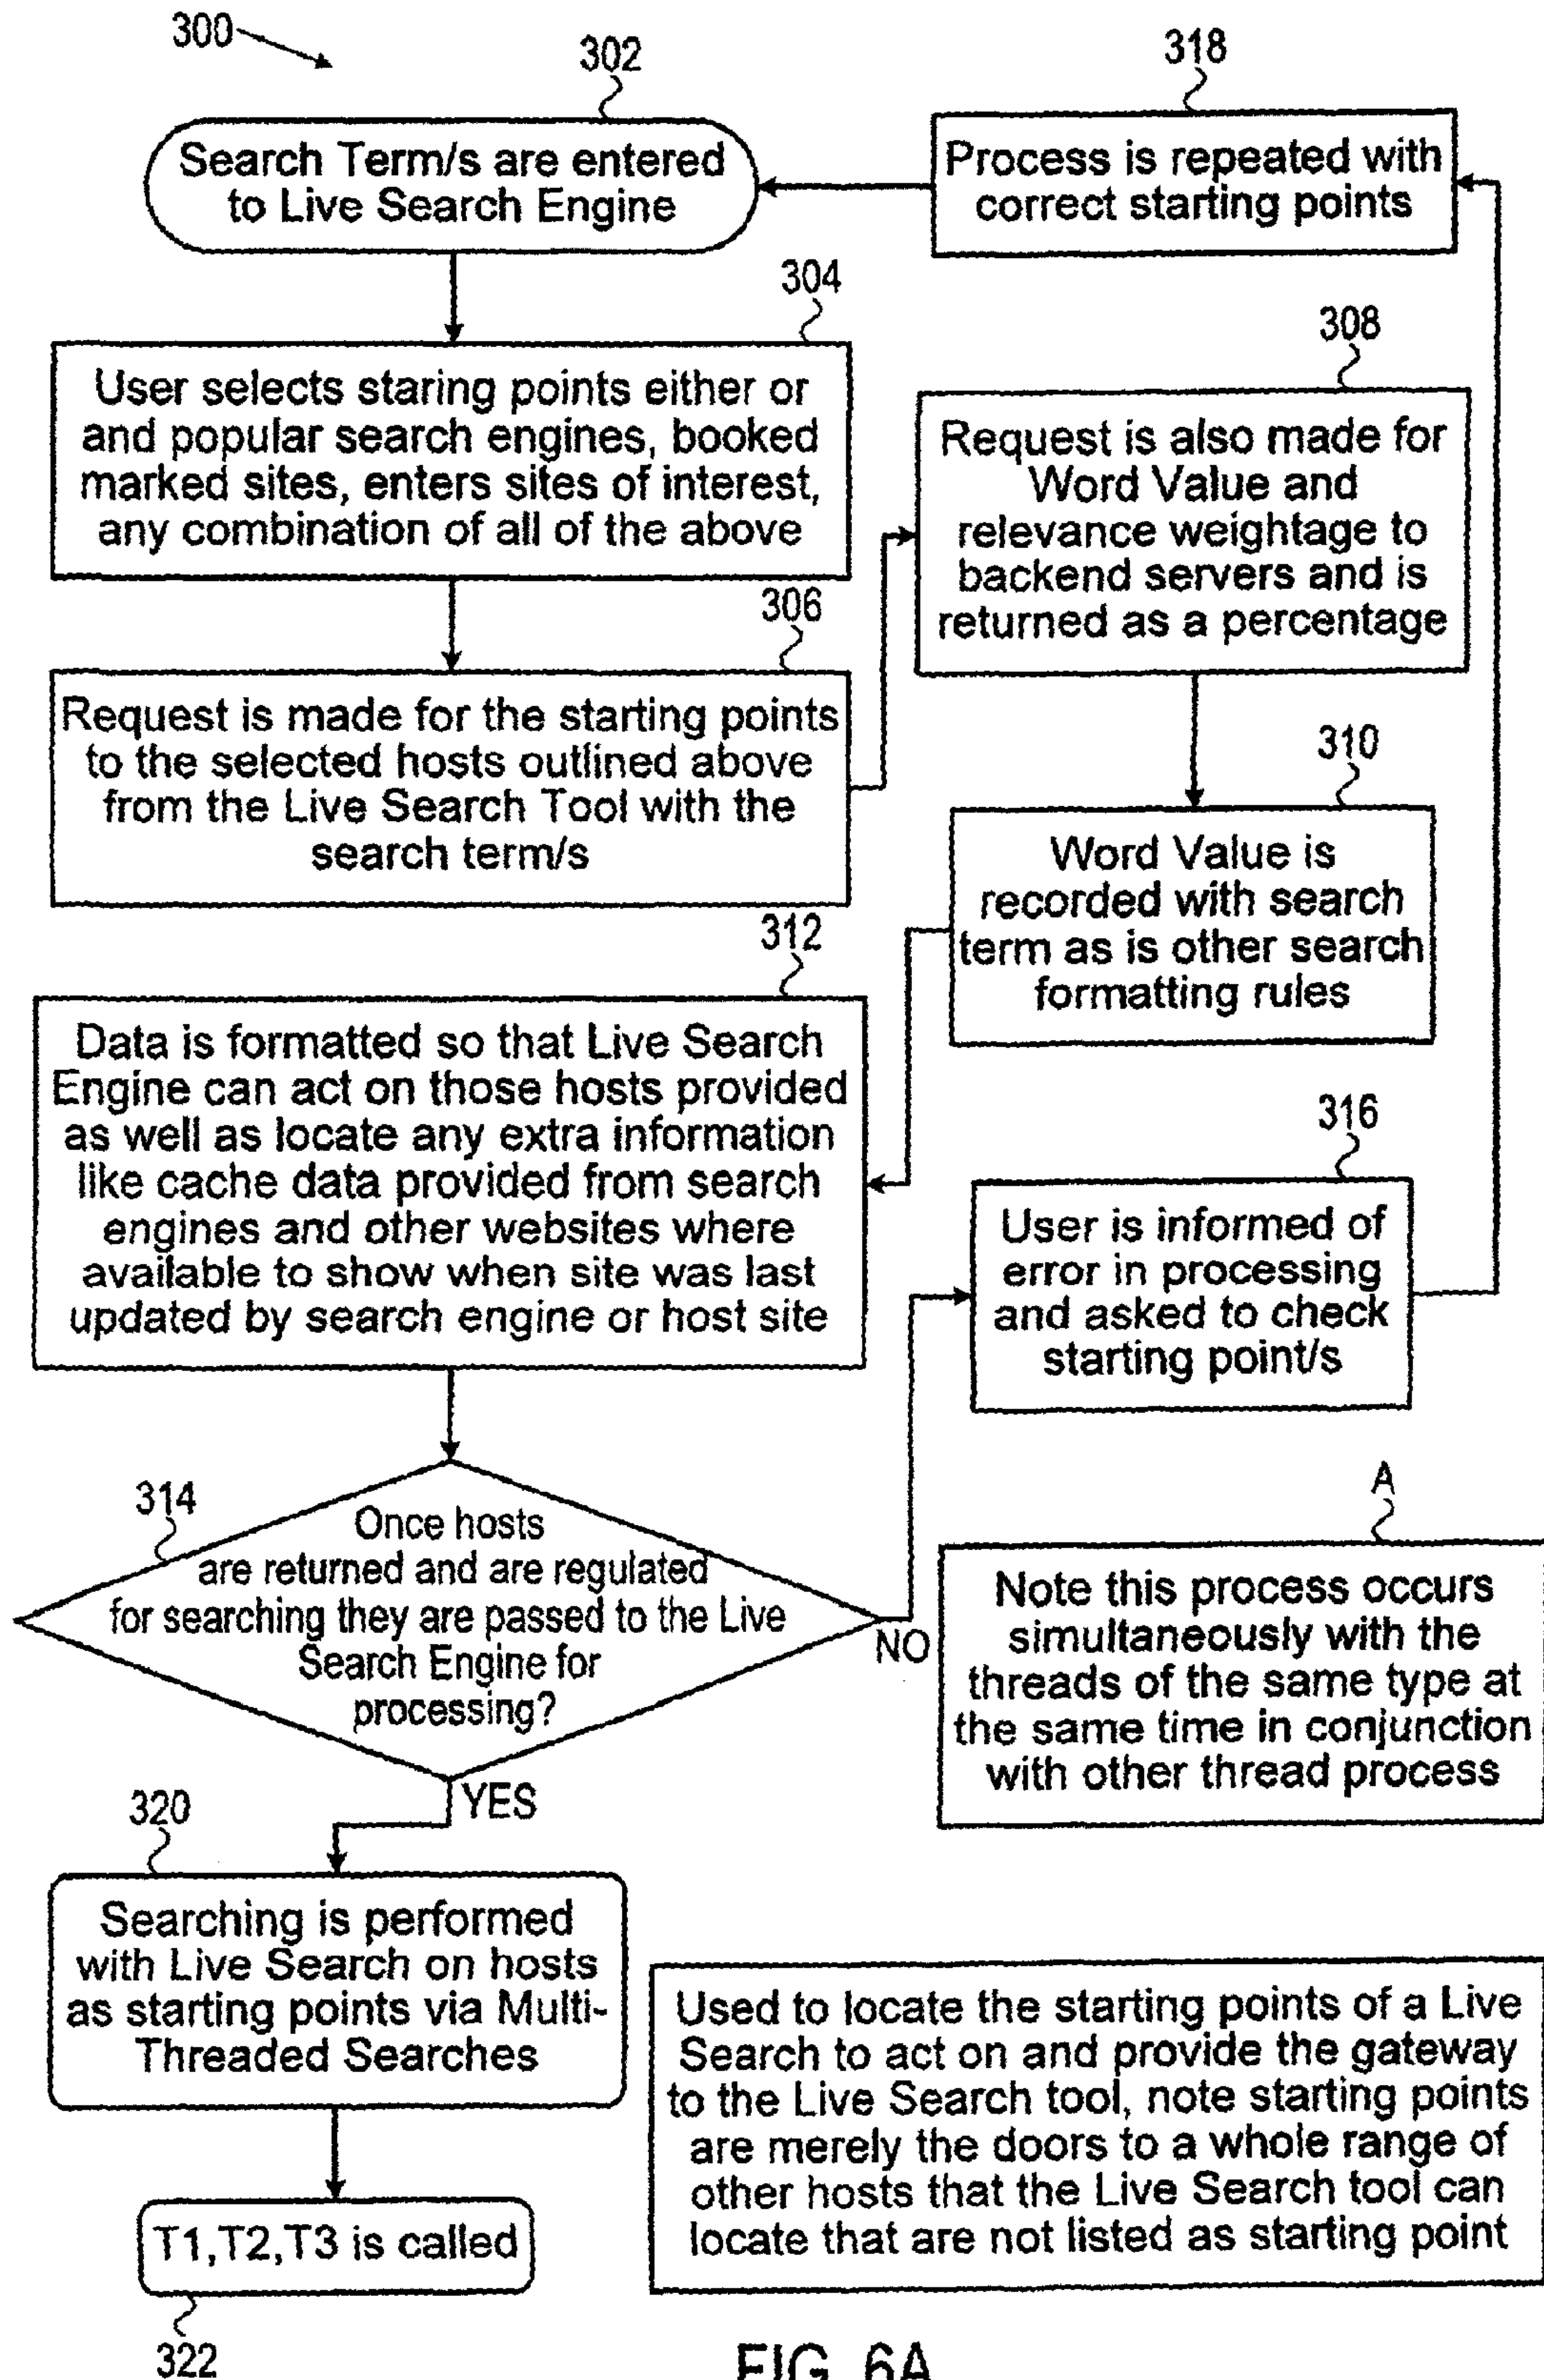 300
302
Search Term/s are entered
to Live Search Engine
318
Process is repeated with
correct starting points
304
User selects staring points either or
and popular search engines, booked
marked sites, enters sites of interest,
any combination of all of the above
308
Request is also made for
Word Value and
relevance weightage to
backend servers and is
returned as a percentage
306
Request is made for the starting points
to the selected hosts outlined above
from the Live Search Tool with the
search term/s
310
Word Value is
recorded with search
term as is other search
formatting rules
312
Data is formatted so that Live Search
Engine can act on those hosts provided
as well as locate any extra information
like cache data provided from search
engines and other websites where
available to show when site was last
updated by search engine or host site
316
User is informed of
error in processing
and asked to check
starting point/s
314
Once hosts
are returned and are regulated
for searching they are passed to the Live
Search Engine for
processing?
NO
YES
A
Note this process occurs
simultaneously with the
threads of the same type at
the same time in conjunction
with other thread process
320
Searching is performed
with Live Search on hosts
as starting points via Multi-
Threaded Searches
Used to locate the starting points of a Live
Search to act on and provide the gateway
to the Live Search tool, note starting points
are merely the doors to a whole range of
other hosts that the Live Search tool can
locate that are not listed as starting point
T1,T2,T3 is called
322
FIG. 6A